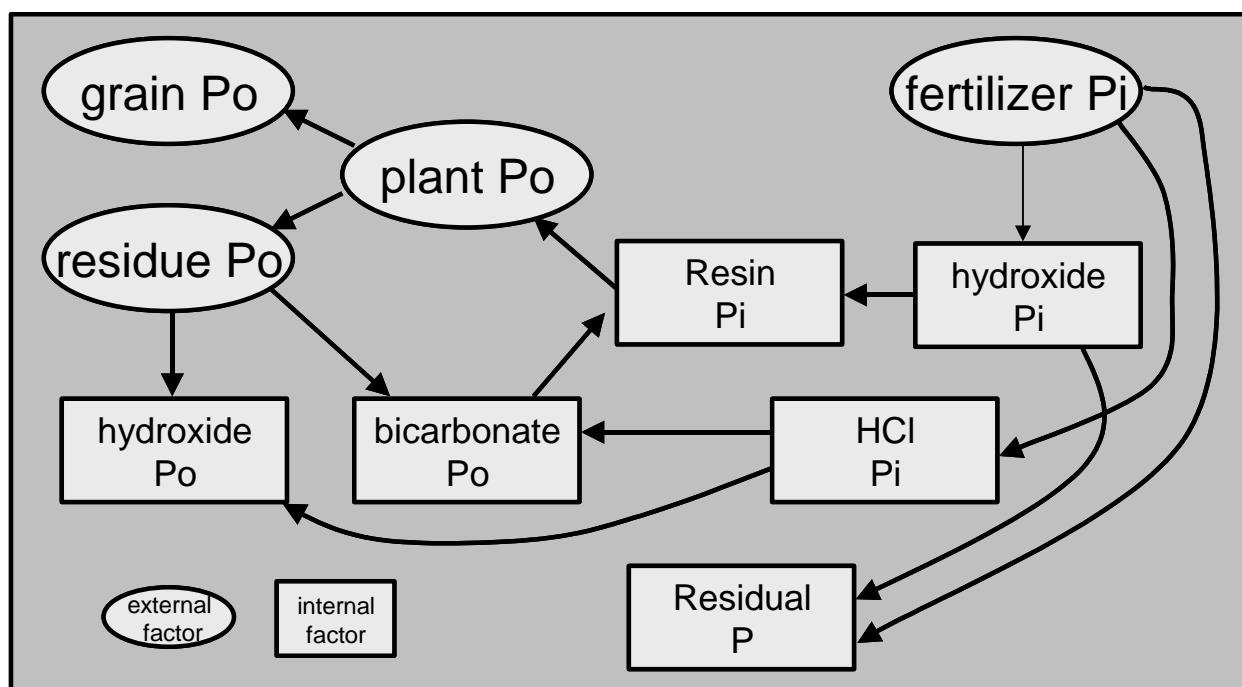 grain Po
fertilizer Pi
plant Po
residue Po
Resin
Pi
hydroxide
Pi
hydroxide
Po
bicarbonate
Po
HCl
Pi
Residual
P
external
factor
internal
factor